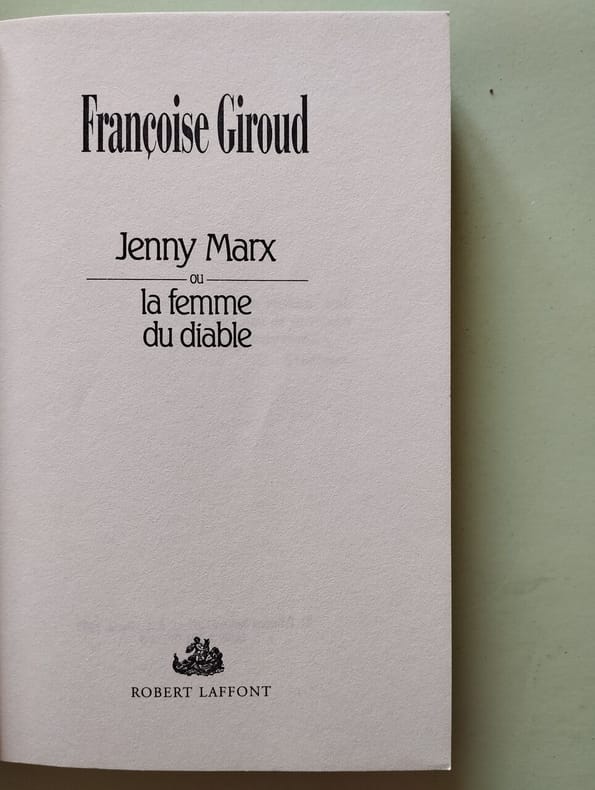 Françoise Giroud
Jenny Marx
ou
la femme
du diable
ROBERT LAFFONT